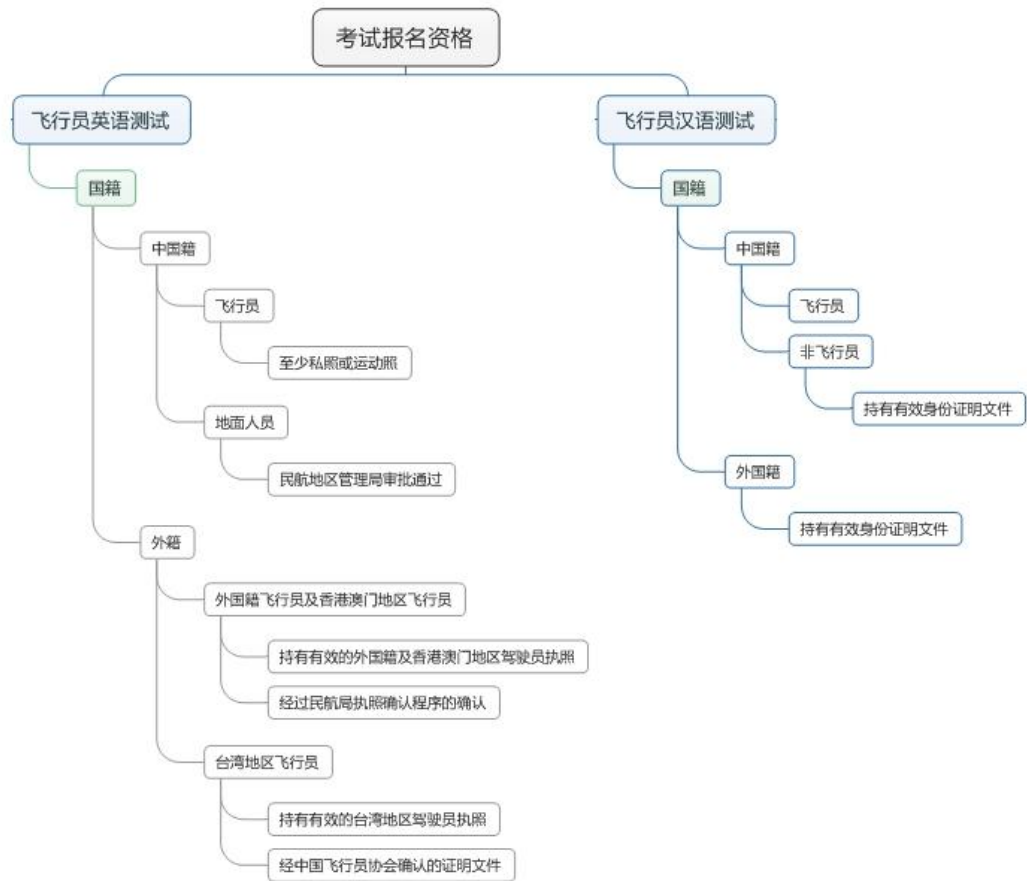 考试报名资格
飞行员英语测试
国籍
中国籍
飞行员
至少私照或运动照
地面人员
民航地区管理局审批通过
外籍
外国籍飞行员及香港澳门地区飞行员
持有有效的外国籍及香港澳门地区驾驶员执照
经过民航局执照确认程序的确认
台湾地区飞行员
持有有效的台湾地区驾驶员执照
经中国飞行员协会确认的证明文件
飞行员汉语测试
国籍
中国籍
飞行员
非飞行员
持有有效身份证明文件
外国籍
持有有效身份证明文件